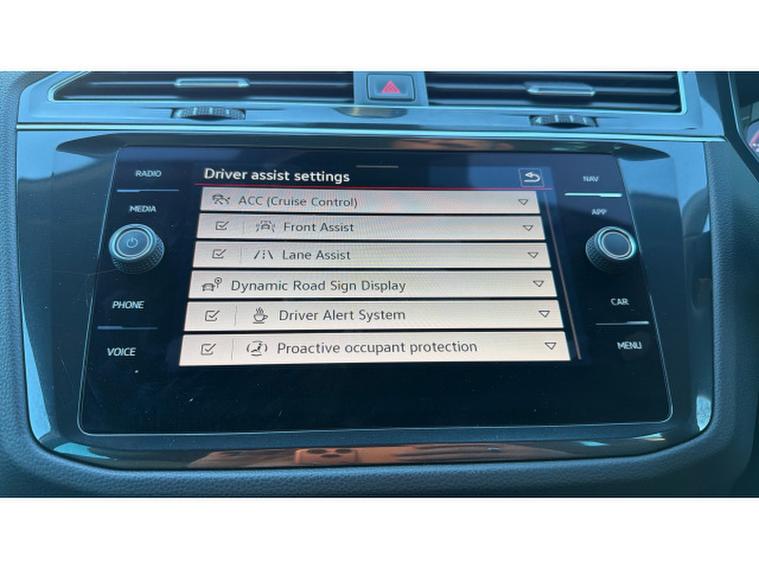 RADIO
MEDIA
PHONE
VOICE
Driver assist settings
ACC (Cruise Control)
Front Assist
Lane Assist
Dynamic Road Sign Display
Driver Alert System
Proactive occupant protection
NAV
APP
CAR
MENU